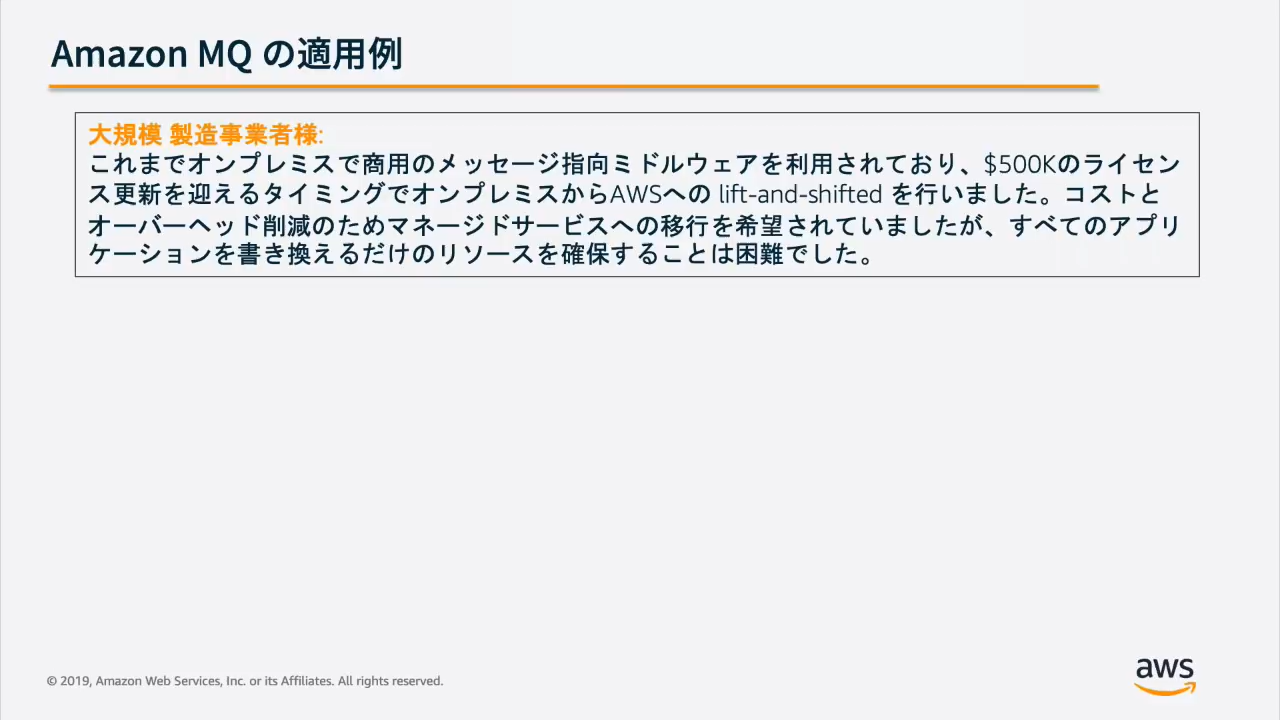 Amazon MQ の適用例
大規模 製造事業者様:
これまでオンプレミスで商用のメッセージ指向ミドルウェアを利用されており、$500Kのライセン
ス更新を迎えるタイミングでオンプレミスからAWSへの lift-and-shifted を行いました。コストと
オーバーヘッド削減のためマネージドサービスへの移行を希望されていましたが、すべてのアプリ
ケーションを書き換えるだけのリソースを確保することは困難でした。
© 2019, Amazon Web Services, Inc. or its Affiliates. All rights reserved.
aws